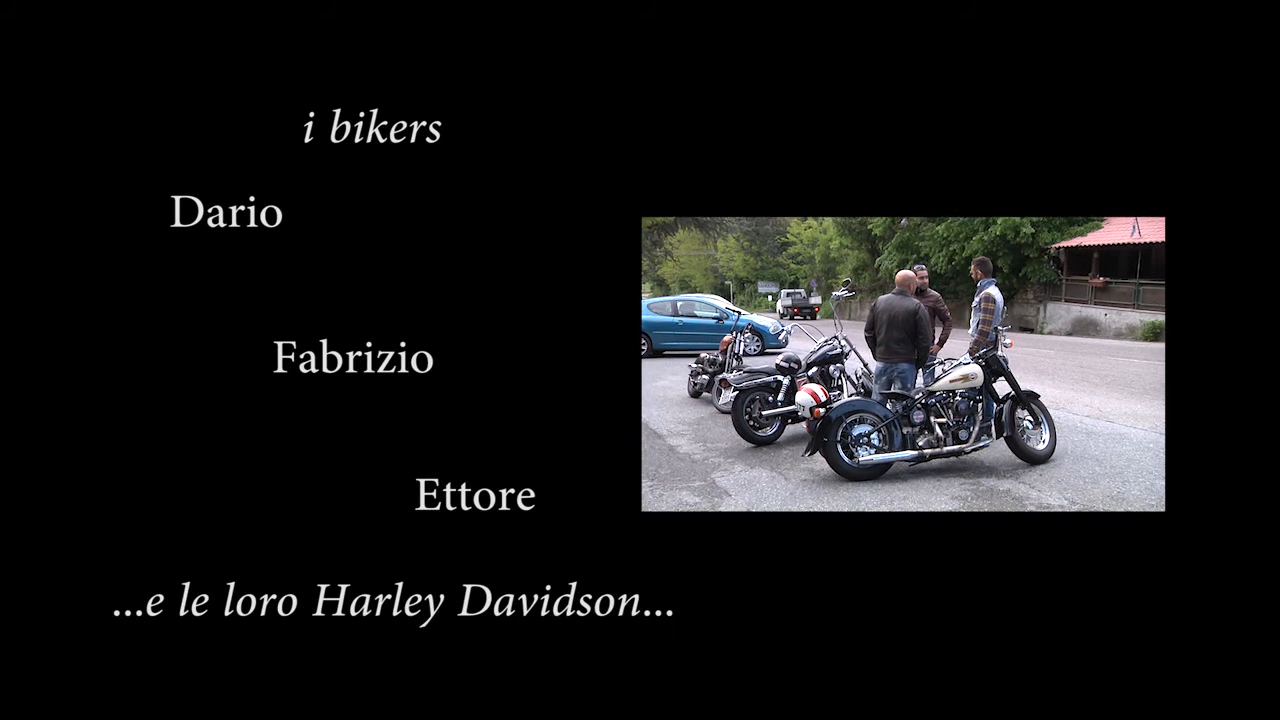 i bikers
Dario
Fabrizio
Ettore
...e le loro Harley Davidson...